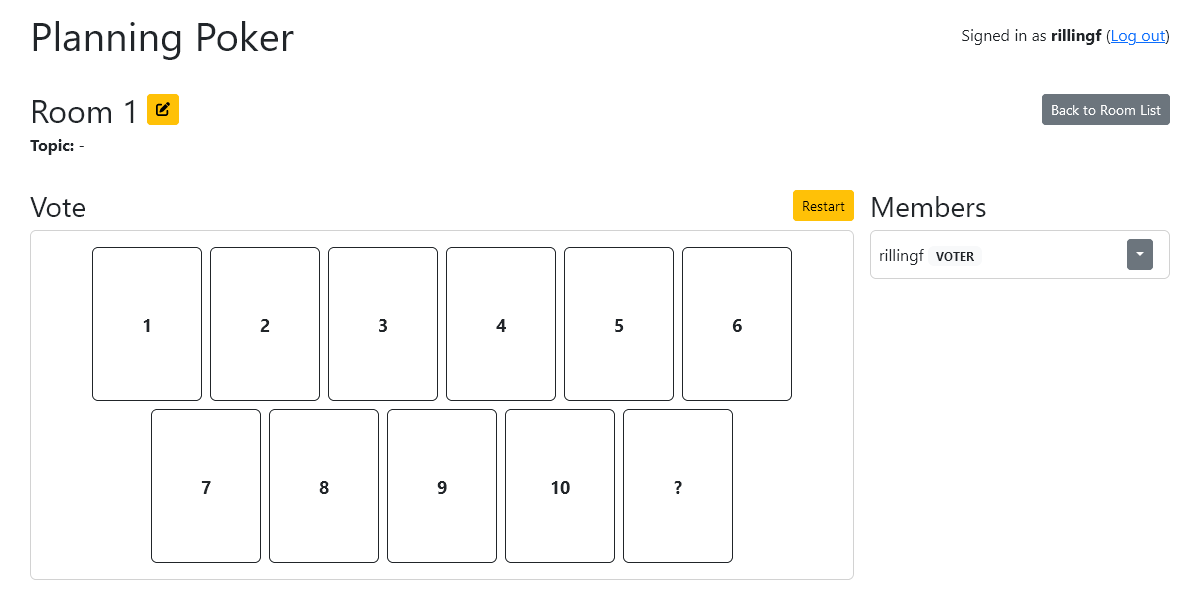 Planning Poker
Signed in as rillingf (Log out)
Room 1
Back to Room List
Topic: -
Vote
Restart
Members
1 2 3 4 5 6
rillingf VOTER
7 8 9 10 ?